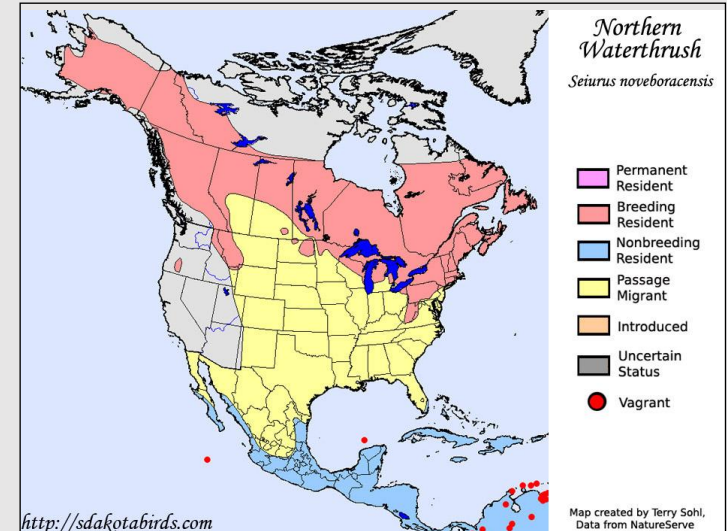 Northern
Waterthrush
Seiurus noveboracensis
Permanent
Resident
Breeding
Resident
Nonbreeding
Resident
Passage
Migrant
Introduced
Uncertain
Status
Vagrant
http://sdakotabirds.com
Map created by Terry Sohl,
Data from NatureServe